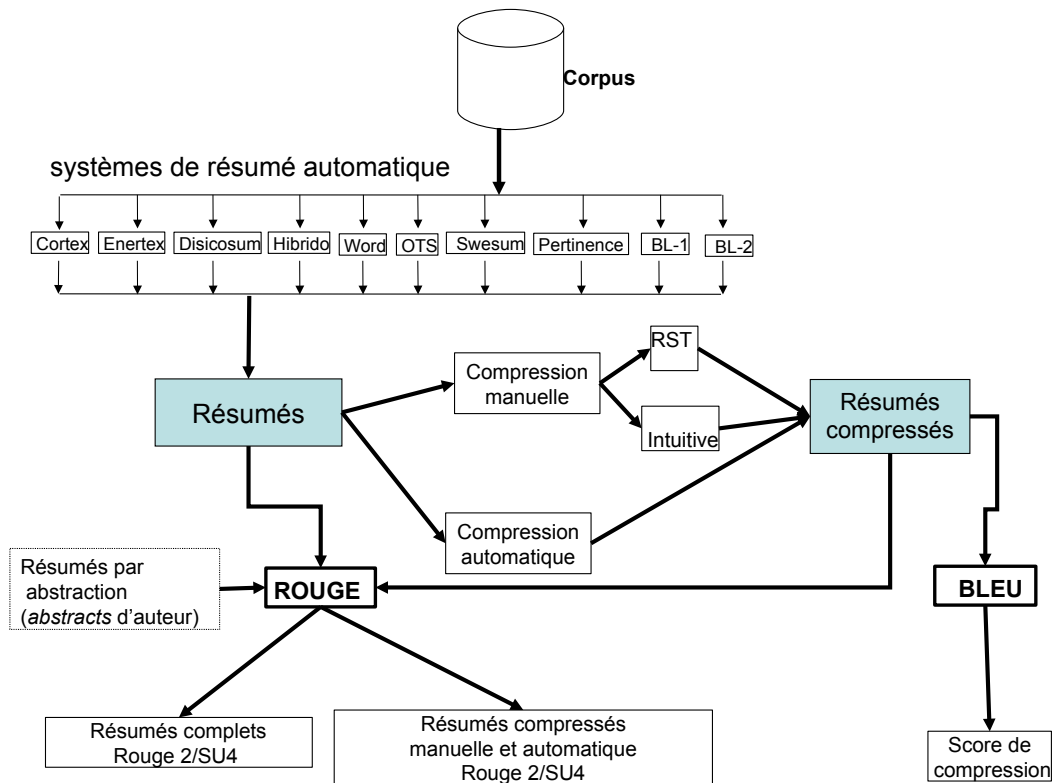 Corpus
systèmes de résumé automatique
Cortex
Enertex
Disicosum
Hibrido
Word
OTS
Swesum
Pertinence
BL-1
BL-2
RST
Compression
manuelle
Résumés
Intuitive
Résumés
compressés
Compression
automatique
Résumés par
abstraction
(abstracts d'auteur)
ROUGE
BLEU
Résumés complets
Rouge 2/SU4
Résumés compressés
manuelle et automatique
Rouge 2/SU4
Score de
compression